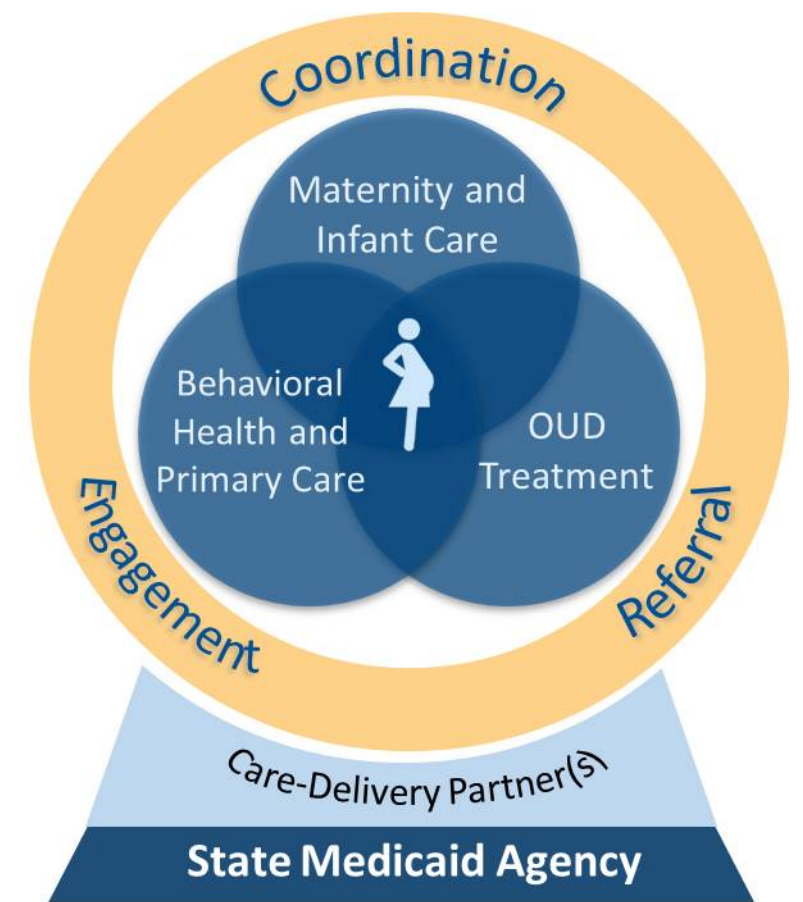 Coordination
Maternity and
Infant Care
Behavioral
Health and
Primary Care
OUD
Treatment
Engagement
Referral
Care-Delivery Partner(s)
State Medicaid Agency